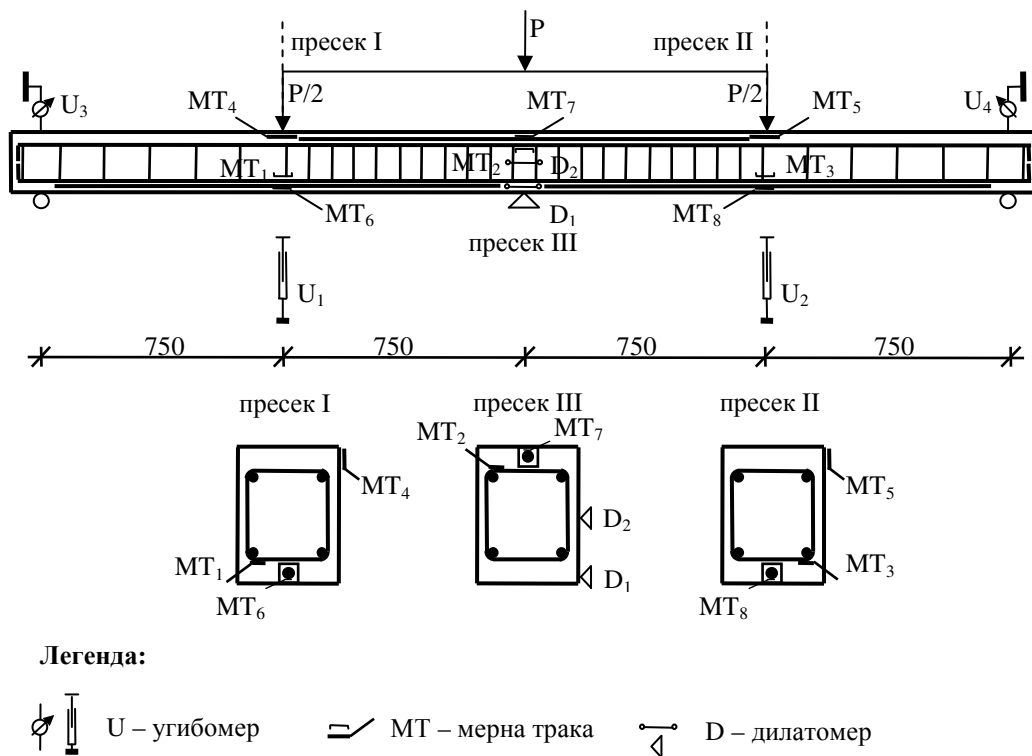 P
пресек I
пресек II
P/2
P/2
U₃
MT₄
MT₇
MT₅
U₄
MT₁
MT₂
D₂
MT₃
MT₆
D₁
MT₈
пресек III
U₁
U₂
750
750
750
750
пресек I
пресек III
пресек II
MT₂
MT₇
MT₄
MT₅
D₂
MT₁
MT₃
D₁
MT₆
MT₈
Легенда:
U – угибомер
МТ – мерна трака
D – дилатомер